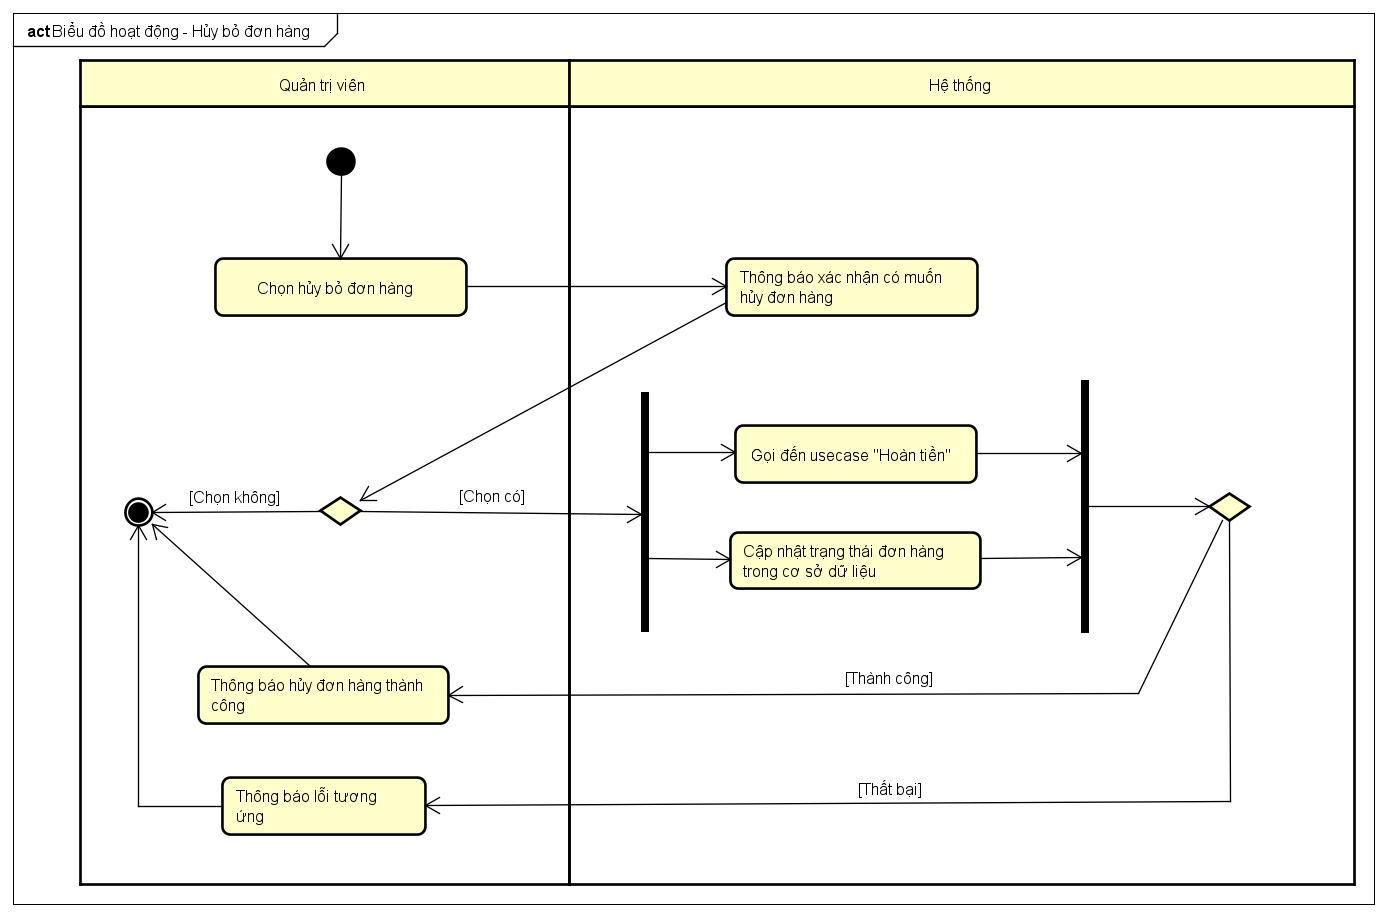 act Biểu đồ hoạt động - Hủy bỏ đơn hàng
Quản trị viên
Hệ thống
Chọn hủy bỏ đơn hàng
Thông báo xác nhận có muốn
hủy đơn hàng
Gọi đến usecase "Hoàn tiền"
[Chọn không]
[Chọn có]
Cập nhật trạng thái đơn hàng
trong cơ sở dữ liệu
[Thành công]
Thông báo hủy đơn hàng thành
công
[Thất bại]
Thông báo lỗi tương
ứng